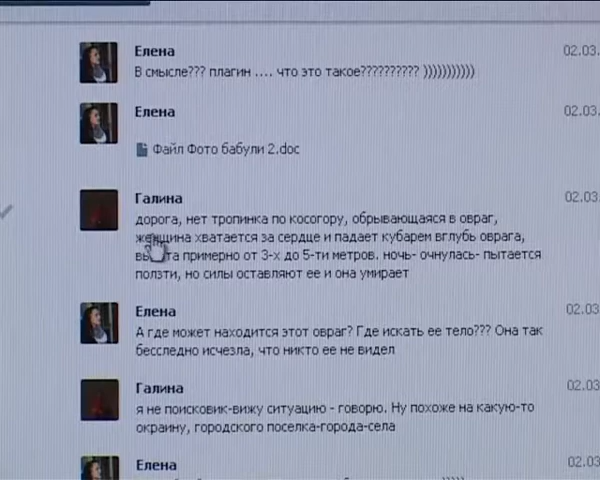 Елена
02.03.
В смысле??? плагин .... что это такое?????????? )))))))))))
Елена
02.03.
Файл Фото бабули 2.doc
Галина
02.03.
дорога, нет тропинка по косогору, обрывающаяся в овраг,
женщина хватается за сердце и падает кубарем вглубь оврага,
высота примерно от 3-х до 5-ти метров. ночь- очнулась- пытается
ползти, но силы оставляют ее и она умирает
Елена
02.03
А где может находится этот овраг? Где искать ее тело??? Она так
бесследно исчезла, что никто ее не видел
Галина
02.03
я не поисковик-вижу ситуацию - говорю. Ну похоже на какую-то
окраину, городского поселка-города-села
Елена
02.03